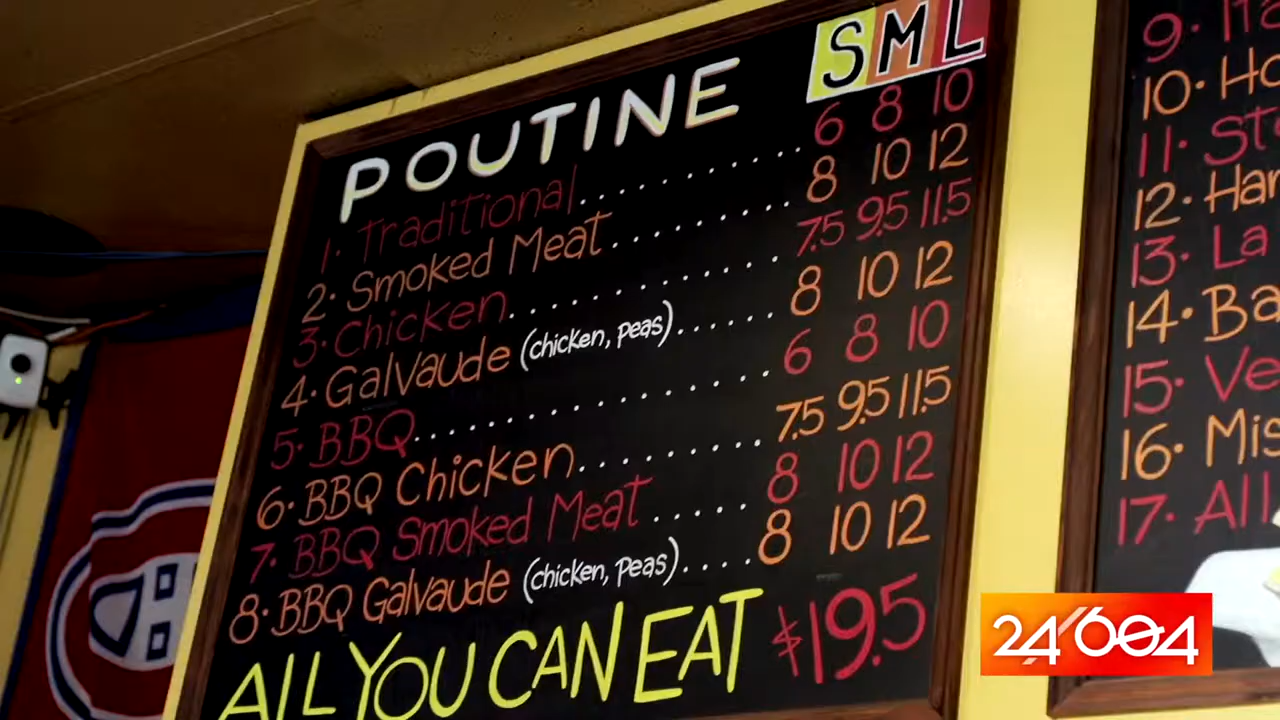 POUTINE S M L
1. Traditional.......... 6 8 10
2. Smoked Meat.......... 8 10 12
3. Chicken.............. 7.5 9.5 11.5
4. Galvaude (chicken, peas)...... 8 10 12
5. BBQ.................. 6 8 10
6. BBQ Chicken.......... 7.5 9.5 11.5
7. BBQ Smoked Meat..... 8 10 12
8. BBQ Galvaude (chicken, peas).... 8 10 12
ALL YOU CAN EAT $19.5
9.
10. Ho
11.
12. Har
13. La
14. Ba
15. Ve
16. Mis
17. All
24/604